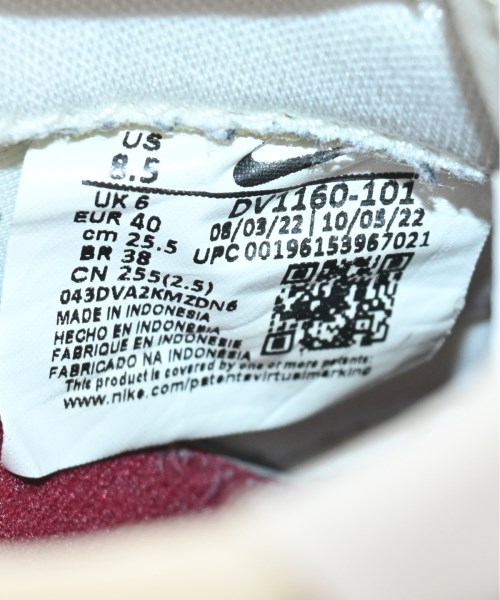 US
8.5
UK 6
EUR 40
cm 25.5
BR 38
CN 255(2.5)
DV1160-101
08/03/22 | 10/05/22
UPC 00196153967021
043DVA2KMZDN6
MADE IN INDONESIA
HECHO EN INDONESIA
FABRIQUE EN INDONESIE
FABRICADO NA INDONESIA
This product is covered by one or more patents:
www.nike.com/patentsvirtualmarking